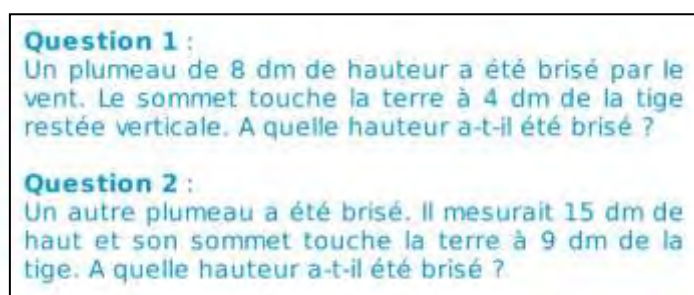 Question 1 :
Un plumeau de 8 dm de hauteur a été brisé par le
vent. Le sommet touche la terre à 4 dm de la tige
restée verticale. A quelle hauteur a-t-il été brisé ?
Question 2 :
Un autre plumeau a été brisé. Il mesurait 15 dm de
haut et son sommet touche la terre à 9 dm de la
tige. A quelle hauteur a-t-il été brisé ?